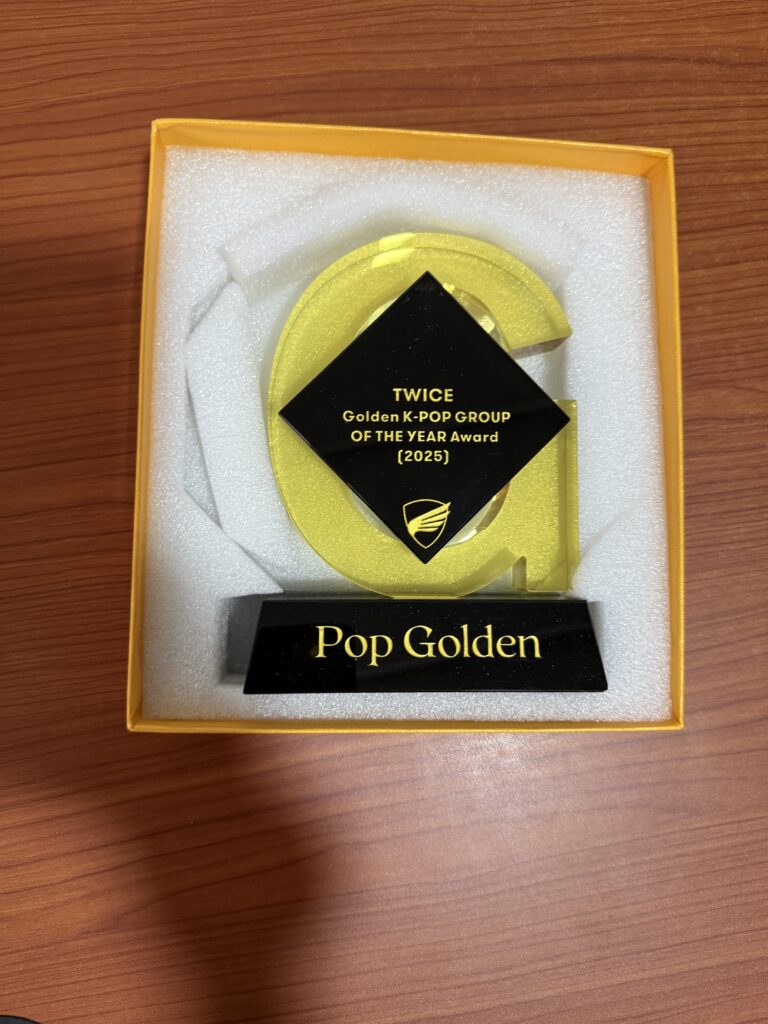 TWICE
Golden K-POP GROUP
OF THE YEAR Award
(2025)
Pop Golden